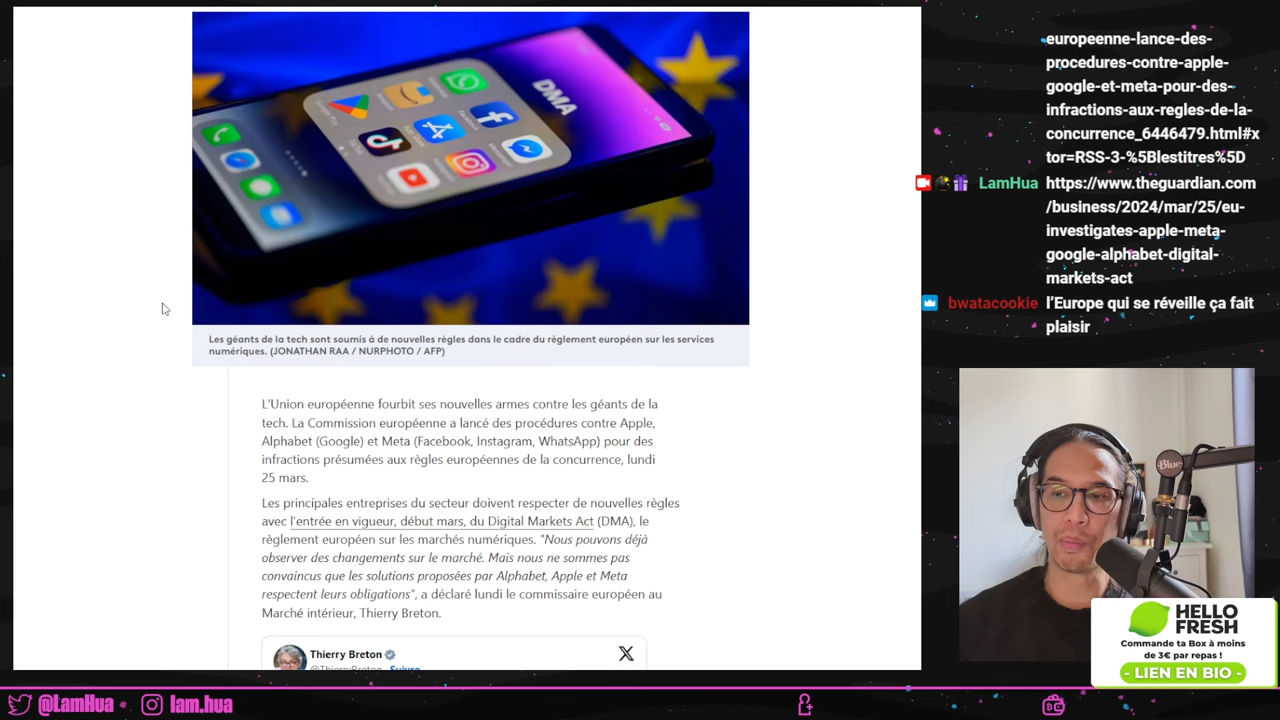 DMA
WhatsApp
Facebook
Google Play
App Store
TikTok
Les géants de la tech sont soumis à de nouvelles règles dans le cadre du règlement européen sur les services
numériques. (JONATHAN RAA / NURPHOTO / AFP)
L'Union européenne fourbit ses nouvelles armes contre les géants de la
tech. La Commission européenne a lancé des procédures contre Apple,
Alphabet (Google) et Meta (Facebook, Instagram, WhatsApp) pour des
infractions présumées aux règles européennes de la concurrence, lundi
25 mars.
Les principales entreprises du secteur doivent respecter de nouvelles règles
avec l'entrée en vigueur, début mars, du Digital Markets Act (DMA), le
règlement européen sur les marchés numériques. "Nous pouvons déjà
observer des changements sur le marché. Mais nous ne sommes pas
convaincus que les solutions proposées par Alphabet, Apple et Meta
respectent leurs obligations", a déclaré lundi le commissaire européen au
Marché intérieur, Thierry Breton.
Thierry Breton
@ThierryBreton · Suivre
europeenne-lance-des-
procedures-contre-apple-
google-et-meta-pour-des-
infractions-aux-regles-de-la-
concurrence_6446479.html#x
tor=RSS-3-%5Blestitres%5D
LamHua https://www.theguardian.com
/business/2024/mar/25/eu-
investigates-apple-meta-
google-alphabet-digital-
markets-act
bwatacookie l'Europe qui se réveille ça fait
plaisir
Blue
HELLO
FRESH
Commande ta Box à moins
de 3€ par repas !
- LIEN EN BIO -
@LamHua
lam.hua